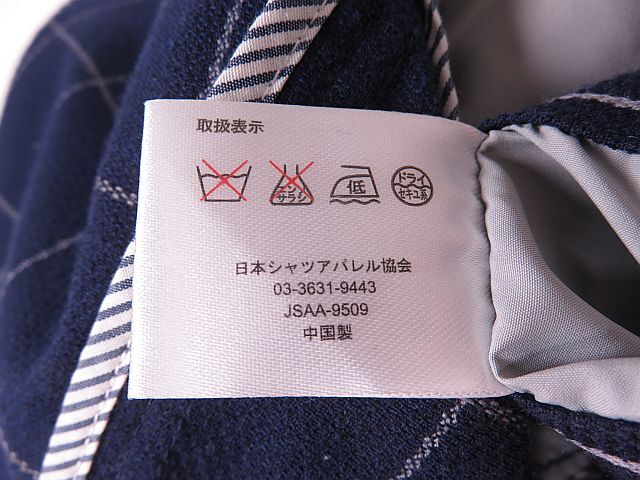 取扱表示
エンソ
サラシ
低
ドライ
セキユ系
日本シャツアパレル協会
03-3631-9443
JSAA-9509
中国製